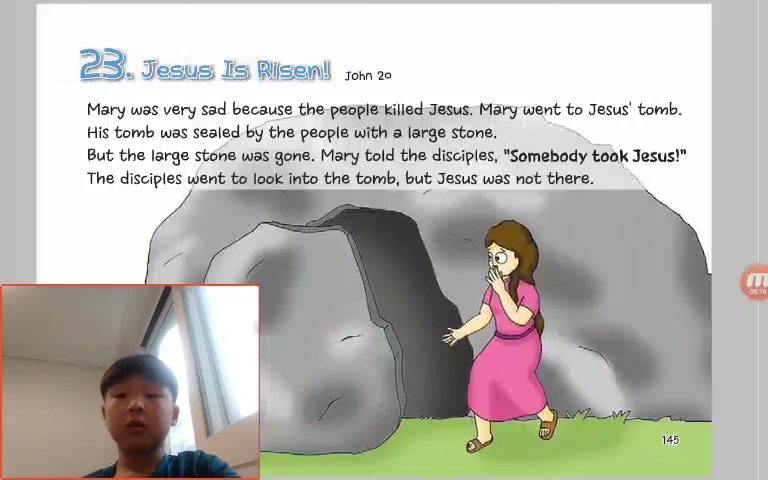 23. Jesus Is Risen! John 20
Mary was very sad because the people killed Jesus. Mary went to Jesus' tomb.
His tomb was sealed by the people with a large stone.
But the large stone was gone. Mary told the disciples, "Somebody took Jesus!"
The disciples went to look into the tomb, but Jesus was not there.
09:19
145